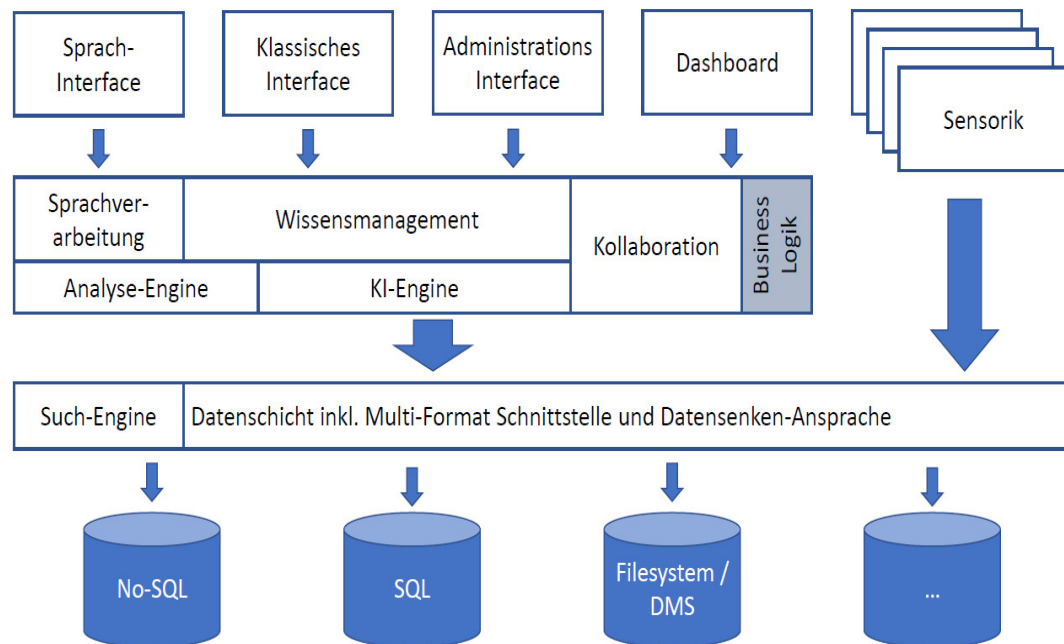 Sprach-
Interface
Klassisches
Interface
Administrations
Interface
Dashboard
Sensorik
Sprachver-
arbeitung
Wissensmanagement
Kollaboration
Business
Logik
Analyse-Engine
KI-Engine
Such-Engine
Datenschicht inkl. Multi-Format Schnittstelle und Datensenken-Ansprache
No-SQL
SQL
Filesystem /
DMS
...